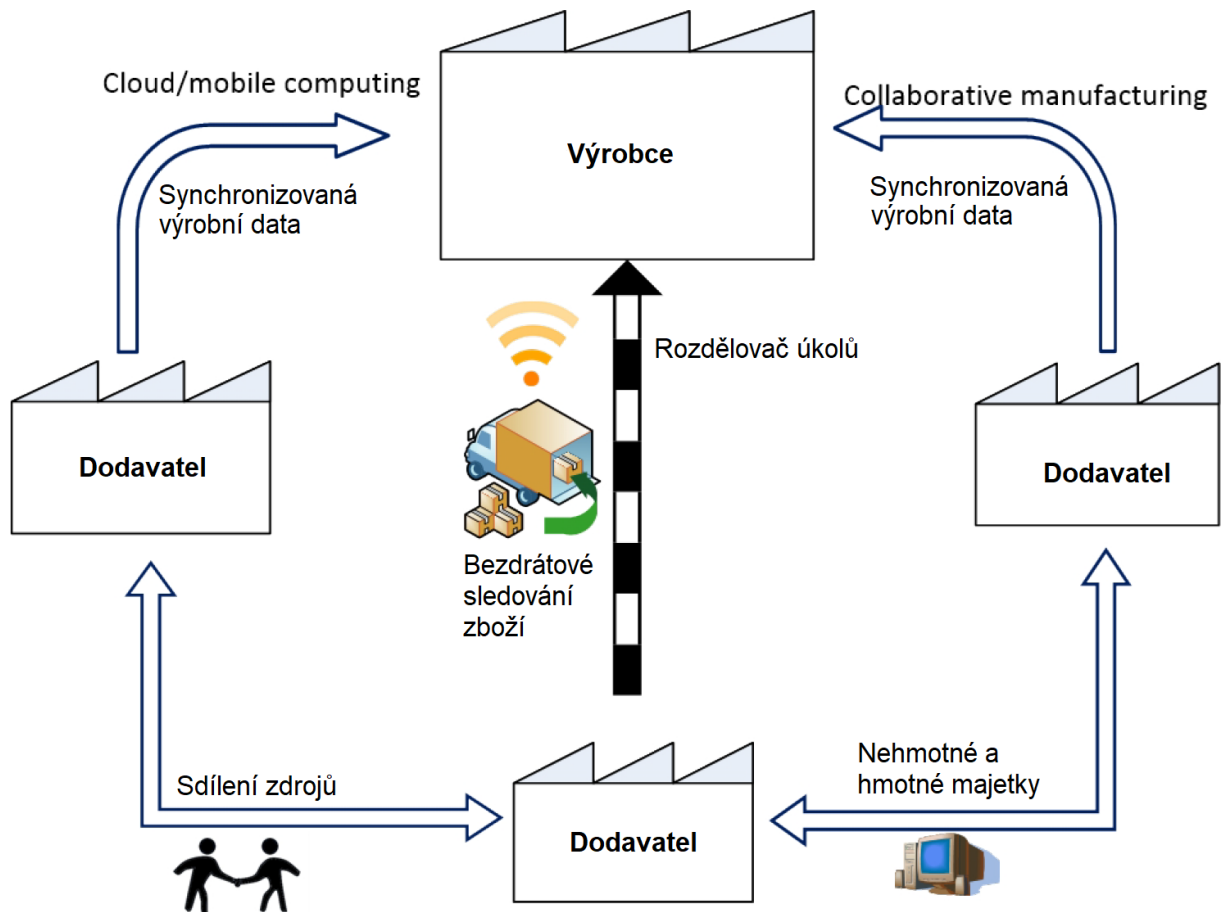 Cloud/mobile computing
Collaborative manufacturing
Výrobce
Synchronizovaná
výrobní data
Synchronizovaná
výrobní data
Rozdělovač úkolů
Dodavatel
Dodavatel
Bezdrátové
sledování
zboží
Sdílení zdrojů
Nehmotné a
hmotné majetky
Dodavatel